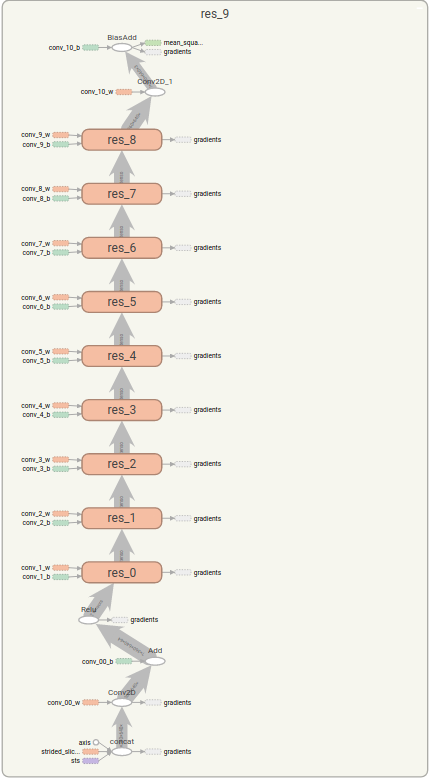 res_9
BiasAdd
conv_10_b
mean_squa...
gradients
Conv2D_1
conv_10_w
conv_9_w
conv_9_b
res_8
gradients
conv_8_w
conv_8_b
res_7
gradients
conv_7_w
conv_7_b
res_6
gradients
conv_6_w
conv_6_b
res_5
gradients
conv_5_w
conv_5_b
res_4
gradients
conv_4_w
conv_4_b
res_3
gradients
conv_3_w
conv_3_b
res_2
gradients
conv_2_w
conv_2_b
res_1
gradients
conv_1_w
conv_1_b
res_0
gradients
Relu
gradients
Add
conv_00_b
Conv2D
conv_00_w
gradients
axis
concat
strided_slic...
gradients
sts